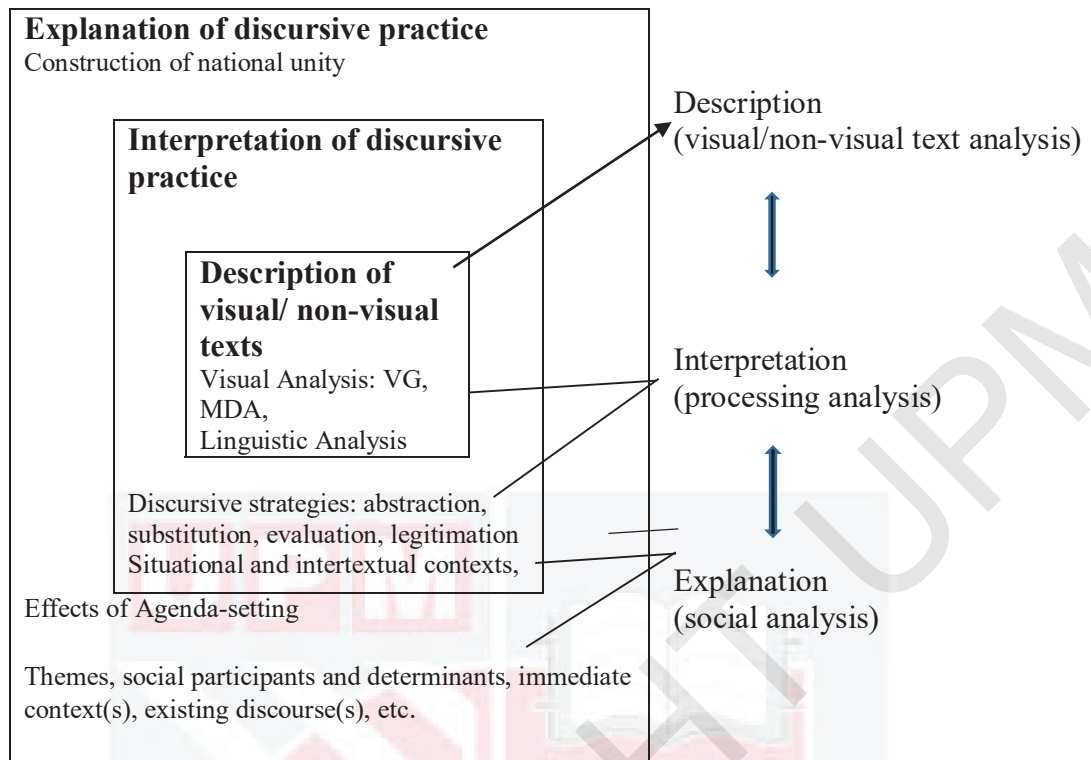 Explanation of discursive practice
Construction of national unity
Interpretation of discursive
practice
Description of
visual/ non-visual
texts
Visual Analysis: VG,
MDA,
Linguistic Analysis
Discursive strategies: abstraction,
substitution, evaluation, legitimation
Situational and intertextual contexts,
Effects of Agenda-setting
Themes, social participants and determinants, immediate
context(s), existing discourse(s), etc.
Description
(visual/non-visual text analysis)
Interpretation
(processing analysis)
Explanation
(social analysis)
UPM
HT UPM